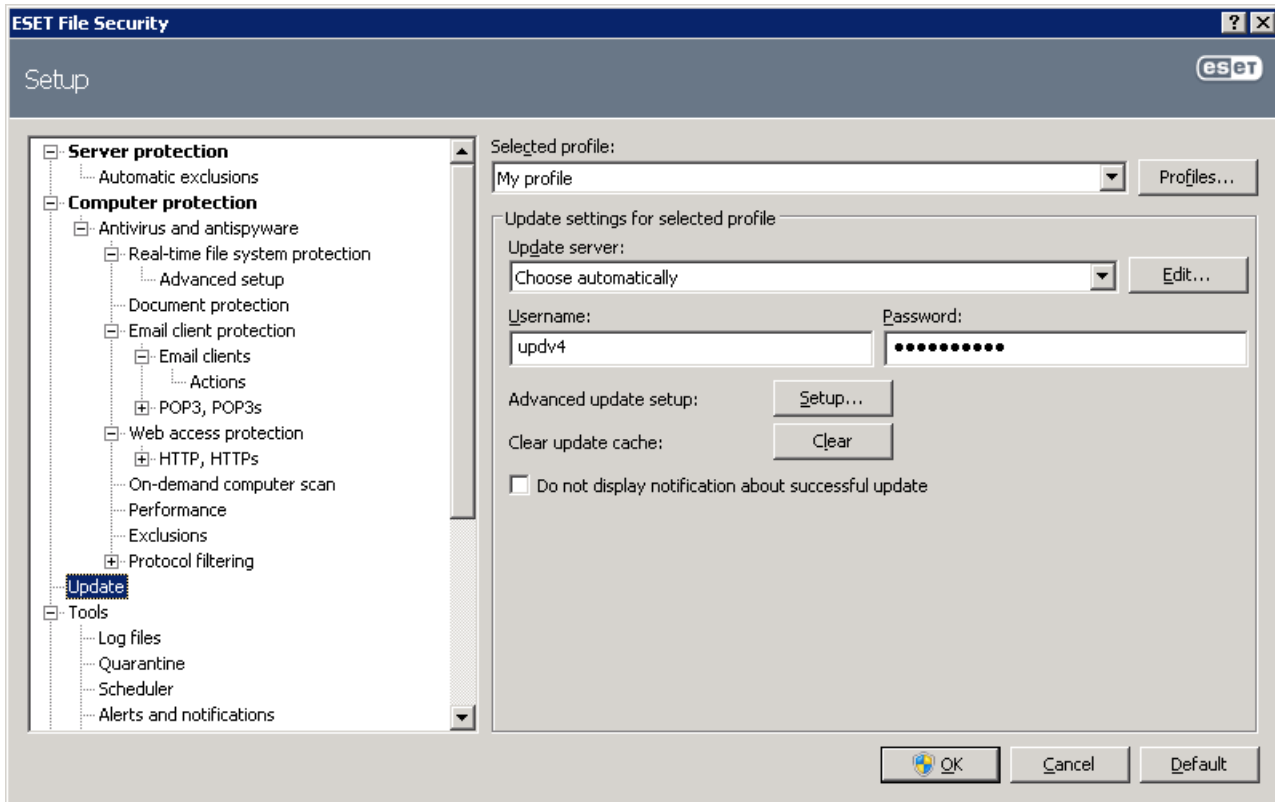 ESET File Security
Setup
eset
Server protection
Automatic exclusions
Computer protection
Antivirus and antispyware
Real-time file system protection
Advanced setup
Document protection
Email client protection
Email clients
Actions
POP3, POP3s
Web access protection
HTTP, HTTPs
On-demand computer scan
Performance
Exclusions
Protocol filtering
Update
Tools
Log files
Quarantine
Scheduler
Alerts and notifications
Selected profile:
My profile
Profiles...
Update settings for selected profile
Update server:
Choose automatically
Edit...
Username:
Password:
updv4
●●●●●●●●●●
Advanced update setup:
Setup...
Clear update cache:
Clear
Do not display notification about successful update
OK
Cancel
Default